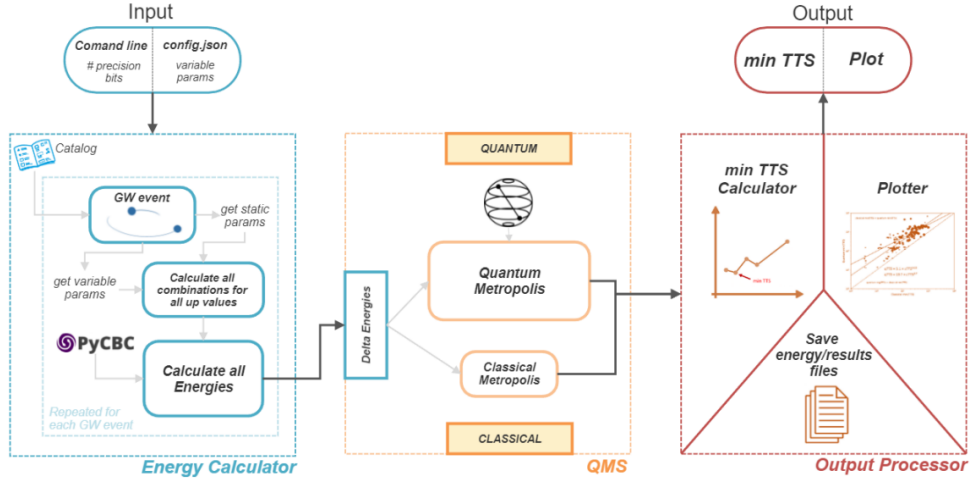 Input
Comand line
# precision
bits
config.json
variable
params
Catalog
GW event
get static
params
get variable
params
Calculate all
combinations for
all up values
PyCBC
Calculate all
Energies
Repeated for
each GW event
Energy Calculator
Delta Energies
QUANTUM
Quantum
Metropolis
Classical
Metropolis
CLASSICAL
QMS
Output
min TTS
Plot
min TTS
Calculator
min TTS
Plotter
Save
energy/results
files
Output Processor